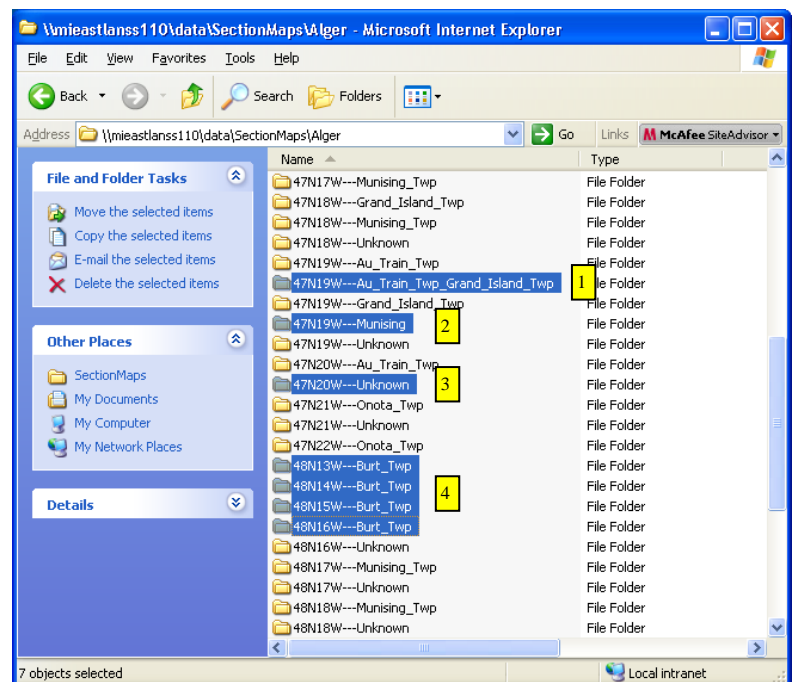 \\mieastlanss110\data\SectionMaps\Alger - Microsoft Internet Explorer
File Edit View Favorites Tools Help
Back Search Folders
Address \\mieastlanss110\data\SectionMaps\Alger Go Links McAfee SiteAdvisor
Name Type
File and Folder Tasks
Move the selected items
Copy the selected items
E-mail the selected items
Delete the selected items
Other Places
SectionMaps
My Documents
My Computer
My Network Places
Details
47N17W---Munising_Twp File Folder
47N18W---Grand_Island_Twp File Folder
47N18W---Munising_Twp File Folder
47N18W---Unknown File Folder
47N19W---Au_Train_Twp File Folder
47N19W---Au_Train_Twp_Grand_Island_Twp 1 File Folder
47N19W---Grand_Island_Twp File Folder
47N19W---Munising 2 File Folder
47N19W---Unknown File Folder
47N20W---Au_Train_Twp File Folder
47N20W---Unknown 3 File Folder
47N21W---Onota_Twp File Folder
47N21W---Unknown File Folder
47N22W---Onota_Twp File Folder
48N13W---Burt_Twp File Folder
48N14W---Burt_Twp File Folder
4
48N15W---Burt_Twp File Folder
48N16W---Burt_Twp File Folder
48N16W---Unknown File Folder
48N17W---Munising_Twp File Folder
48N17W---Unknown File Folder
48N18W---Munising_Twp File Folder
48N18W---Unknown File Folder
7 objects selected Local intranet